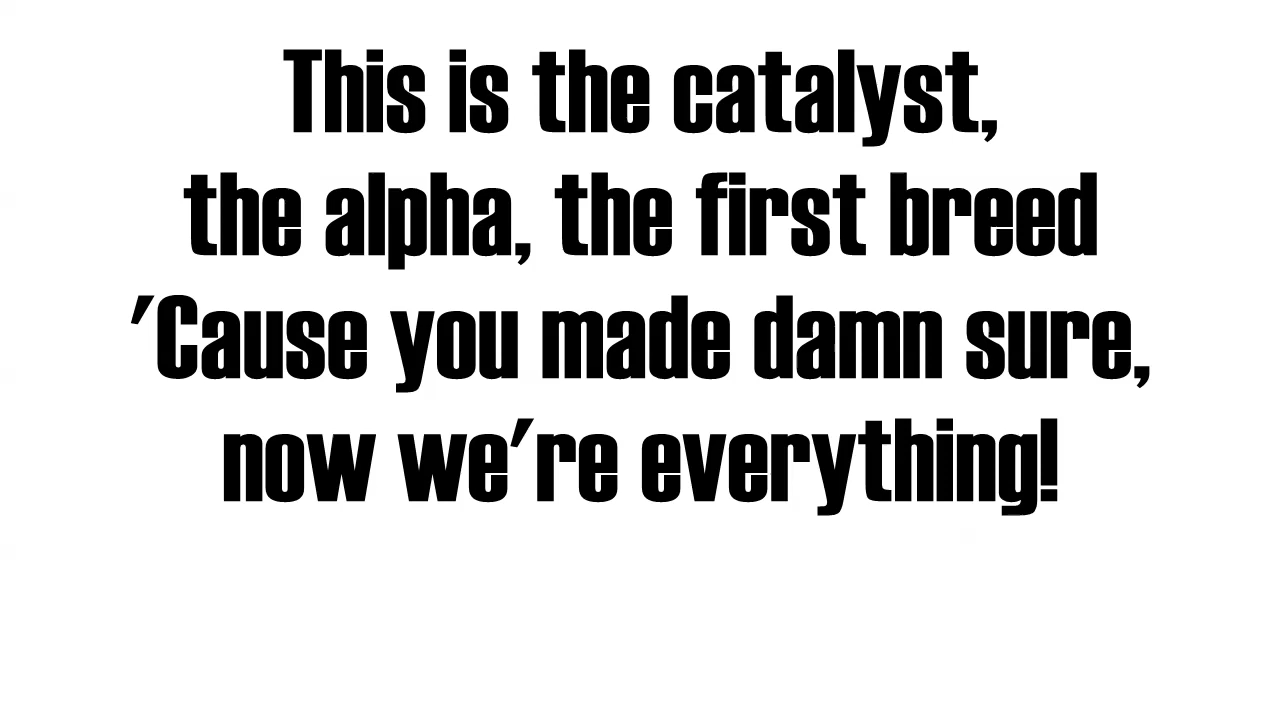 This is the catalyst,
the alpha, the first breed
'Cause you made damn sure,
now we're everything!